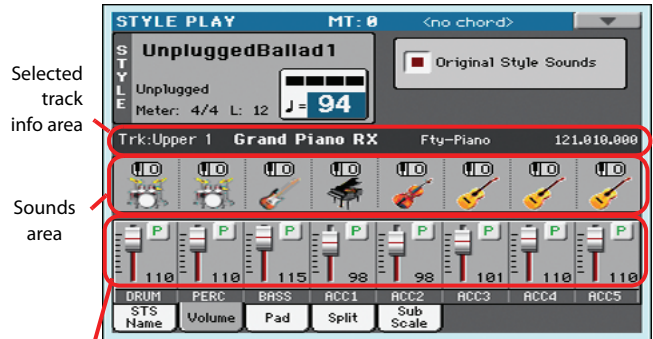 STYLE PLAY MT: 0 <no chord>
STYLE
UnpluggedBallad1
Original Style Sounds
Unplugged
Meter: 4/4 L: 12 ♩= 94
Selected
track
info area
Trk:Upper 1 Grand Piano RX Fty-Piano 121.010.000
Sounds
area
P P P P P P P P
110 110 115 98 98 101 110 110
DRUM PERC BASS ACC1 ACC2 ACC3 ACC4 ACC5
STS Name Volume Pad Split Sub Scale